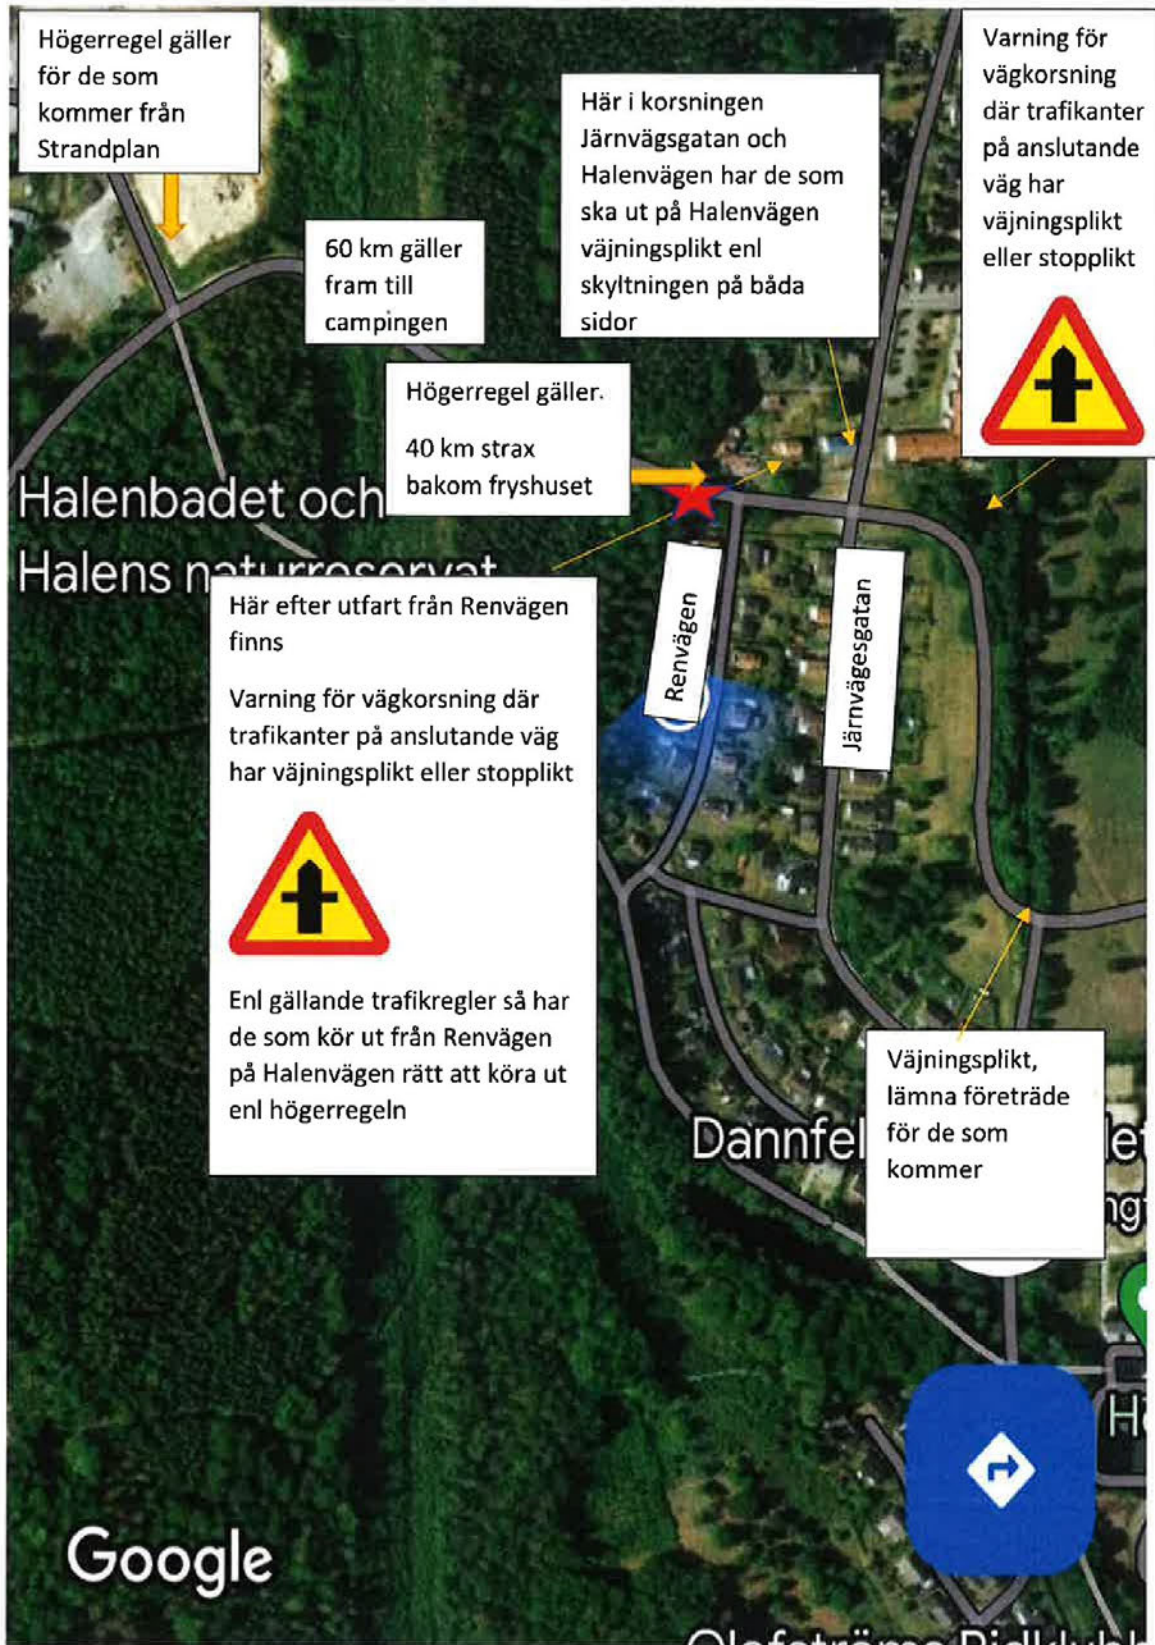 Högerregel gäller
för de som
kommer från
Strandplan
60 km gäller
fram till
campingen
Här i korsningen
Järnvägsgatan och
Halenvägen har de som
ska ut på Halenvägen
väjningsplikt enl
skyltningen på båda
sidor
Varning för
vägkorsning
där trafikanter
på anslutande
väg har
väjningsplikt
eller stopplikt
Högerregel gäller.
40 km strax
bakom fryshuset
Halenbadet och
Halens naturreservat
Här efter utfart från Renvägen
finns
Varning för vägkorsning där
trafikanter på anslutande väg
har väjningsplikt eller stopplikt
Enl gällande trafikregler så har
de som kör ut från Renvägen
på Halenvägen rätt att köra ut
enl högerregeln
Renvägen
Järnvägesgatan
Väjningsplikt,
lämna företräde
för de som
kommer
Dannfel
Google